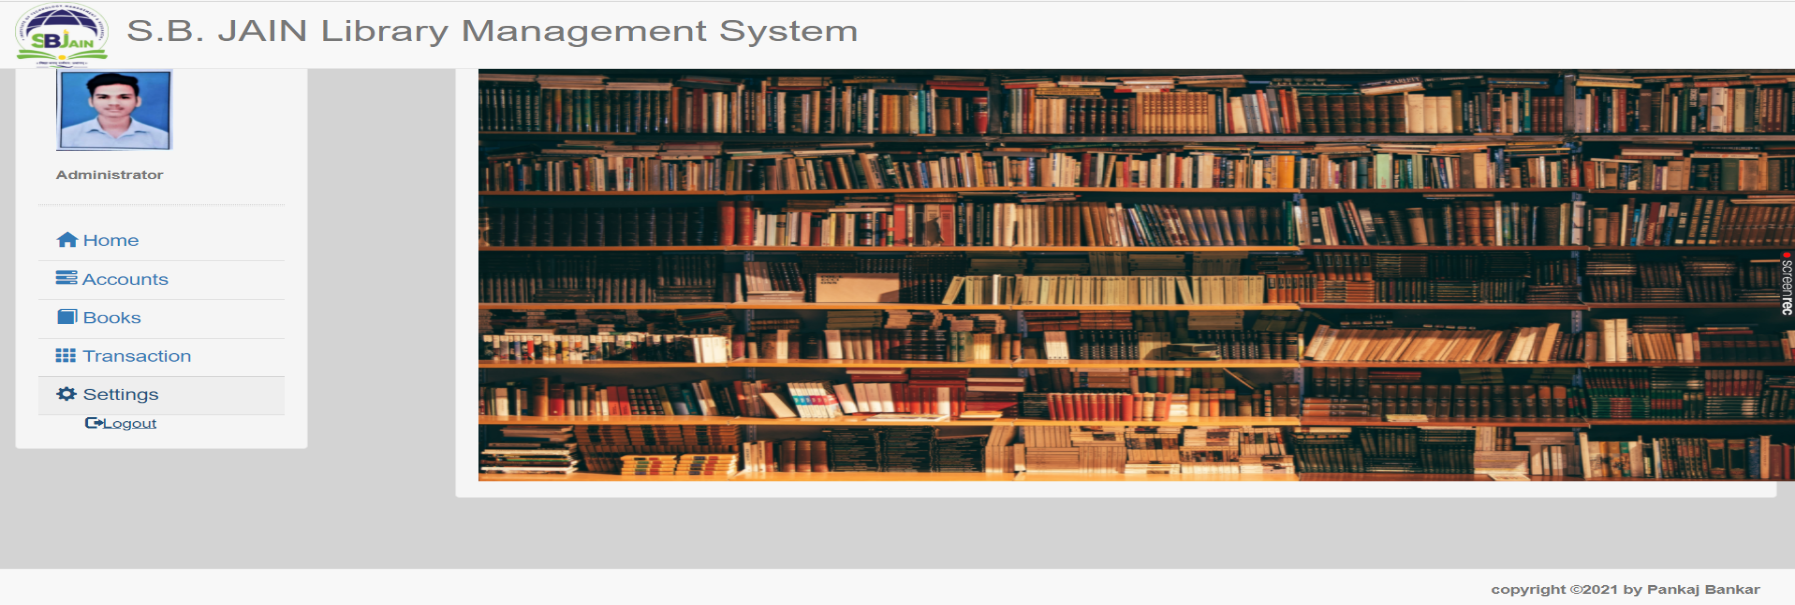 SBJAIN
S.B. JAIN Library Management System
Administrator
Home
Accounts
Books
Transaction
Settings
Logout
screenrec
copyright ©2021 by Pankaj Bankar